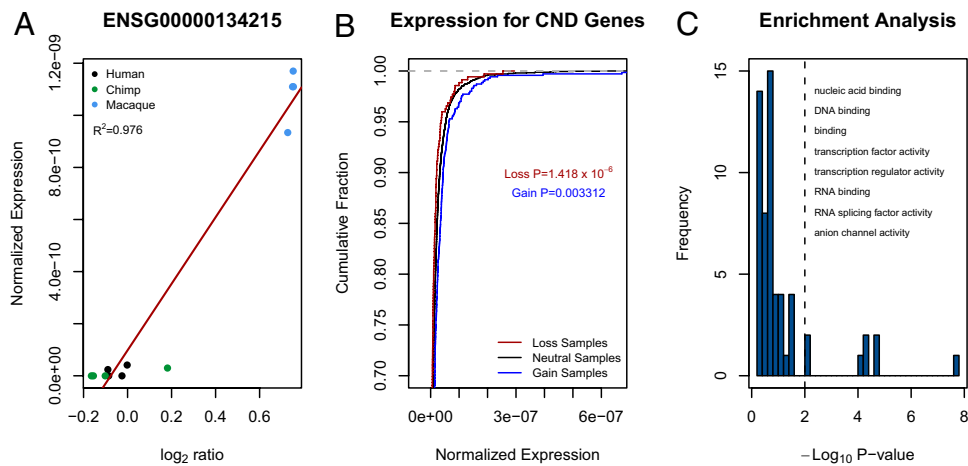 A
ENSG00000134215
Normalized Expression
0.0e+00
4.0e-10
8.0e-10
1.2e-09
Human
Chimp
Macaque
R²=0.976
−0.2
0.0
0.2
0.4
0.6
log₂ ratio
B
Expression for CND Genes
Cumulative Fraction
0.70
0.75
0.80
0.85
0.90
0.95
1.00
Loss P=1.418 x 10⁻⁶
Gain P=0.003312
Loss Samples
Neutral Samples
Gain Samples
0e+00
3e-07
6e-07
Normalized Expression
C
Enrichment Analysis
Frequency
0
5
10
15
nucleic acid binding
DNA binding
binding
transcription factor activity
transcription regulator activity
RNA binding
RNA splicing factor activity
anion channel activity
0
2
4
6
8
−Log₁₀ P-value